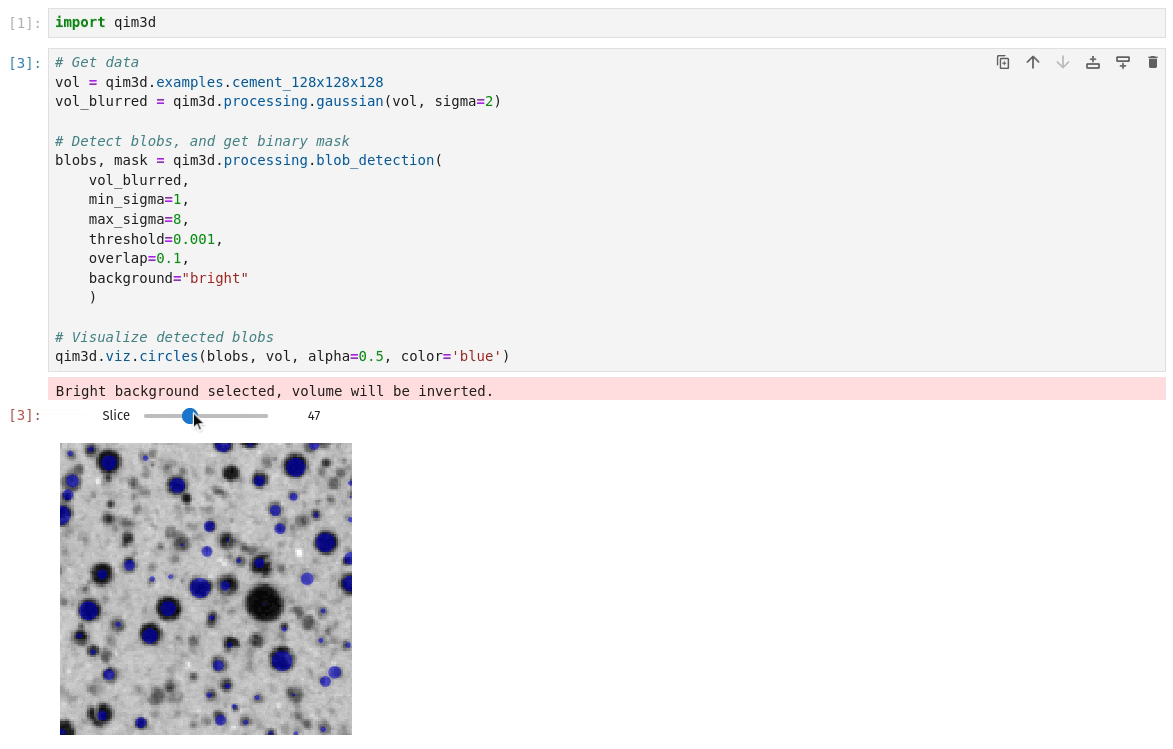 [1]: import qim3d
[3]: # Get data
vol = qim3d.examples.cement_128x128x128
vol_blurred = qim3d.processing.gaussian(vol, sigma=2)
# Detect blobs, and get binary mask
blobs, mask = qim3d.processing.blob_detection(
    vol_blurred,
    min_sigma=1,
    max_sigma=8,
    threshold=0.001,
    overlap=0.1,
    background="bright"
    )
# Visualize detected blobs
qim3d.viz.circles(blobs, vol, alpha=0.5, color='blue')
Bright background selected, volume will be inverted.
[3]: Slice 47